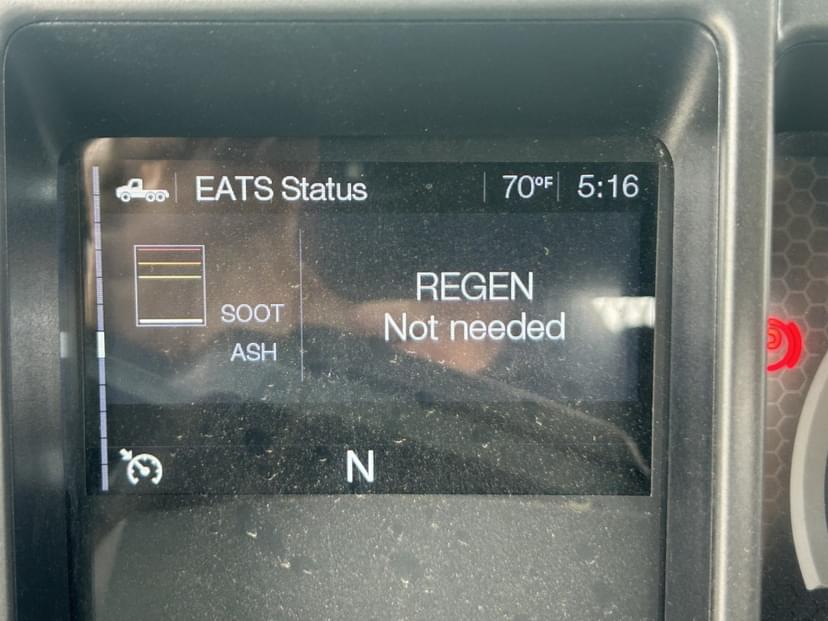 EATS Status
70°F
5:16
SOOT
ASH
REGEN
Not needed
N